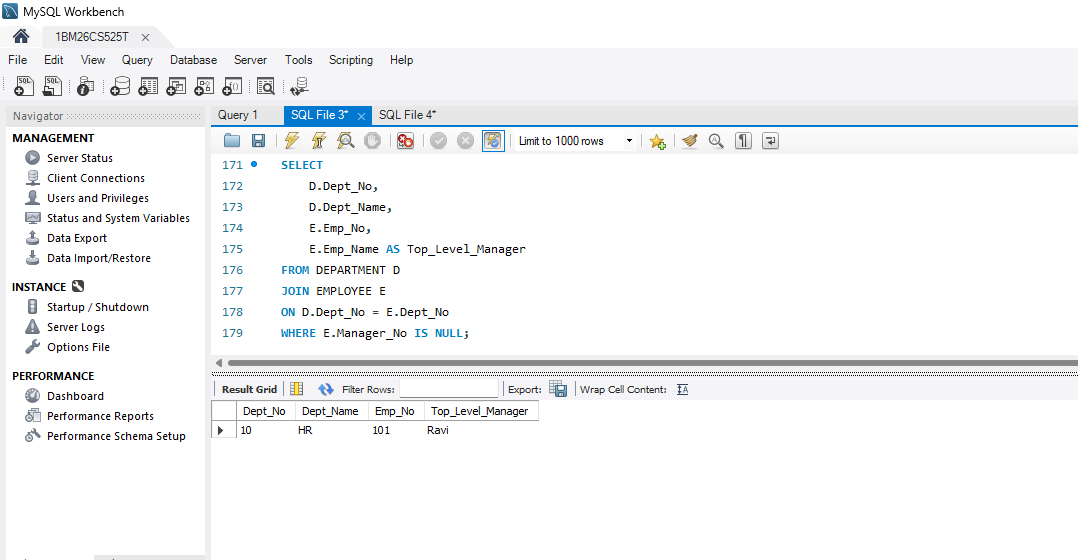 MySQL Workbench
1BM26CS525T
File Edit View Query Database Server Tools Scripting Help
Navigator
MANAGEMENT
Server Status
Client Connections
Users and Privileges
Status and System Variables
Data Export
Data Import/Restore
INSTANCE
Startup / Shutdown
Server Logs
Options File
PERFORMANCE
Dashboard
Performance Reports
Performance Schema Setup
Query 1 SQL File 3* SQL File 4*
Limit to 1000 rows
171 SELECT
172 D.Dept_No,
173 D.Dept_Name,
174 E.Emp_No,
175 E.Emp_Name AS Top_Level_Manager
176 FROM DEPARTMENT D
177 JOIN EMPLOYEE E
178 ON D.Dept_No = E.Dept_No
179 WHERE E.Manager_No IS NULL;
Result Grid Filter Rows: Export: Wrap Cell Content:
Dept_No Dept_Name Emp_No Top_Level_Manager
10 HR 101 Ravi